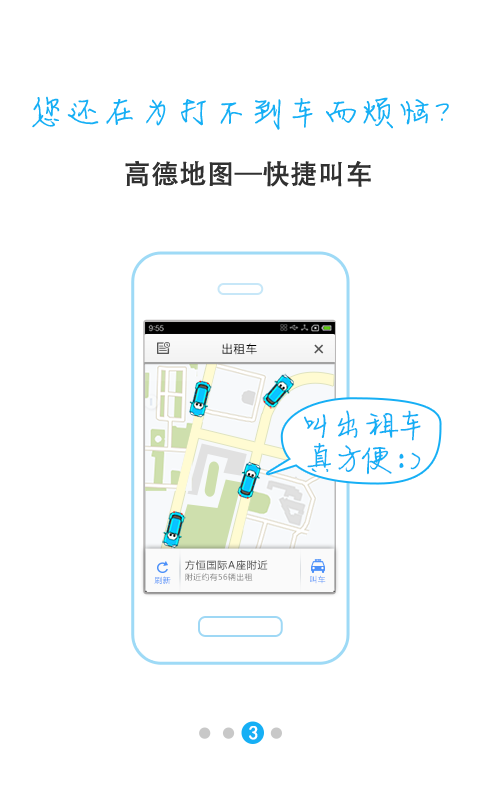 您还在为打不到车而烦恼?
高德地图—快捷叫车
9:55
出租车
叫出租车
真方便:)
方恒国际A座附近
附近约有56辆出租
刷新
叫车
3